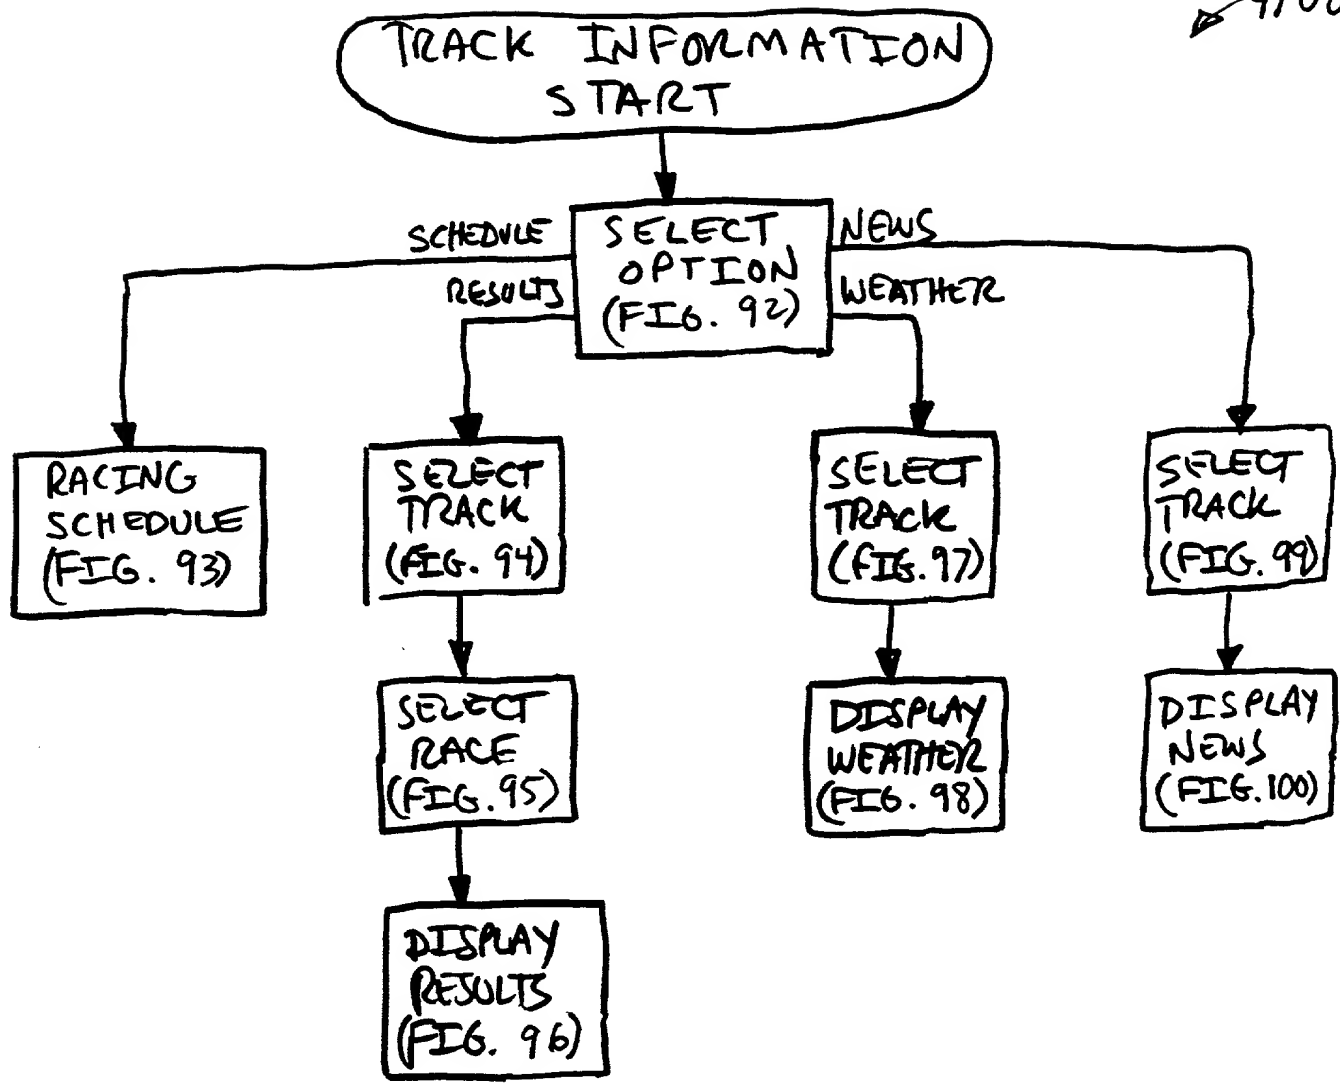 TRACK INFORMATION
START
SCHEDULE
RESULTS
SELECT
OPTION
(FIG. 92)
NEWS
WEATHER
RACING
SCHEDULE
(FIG. 93)
SELECT
TRACK
(FIG. 94)
SELECT
TRACK
(FIG. 97)
SELECT
TRACK
(FIG. 99)
SELECT
RACE
(FIG. 95)
DISPLAY
WEATHER
(FIG. 98)
DISPLAY
NEWS
(FIG. 100)
DISPLAY
RESULTS
(FIG. 96)